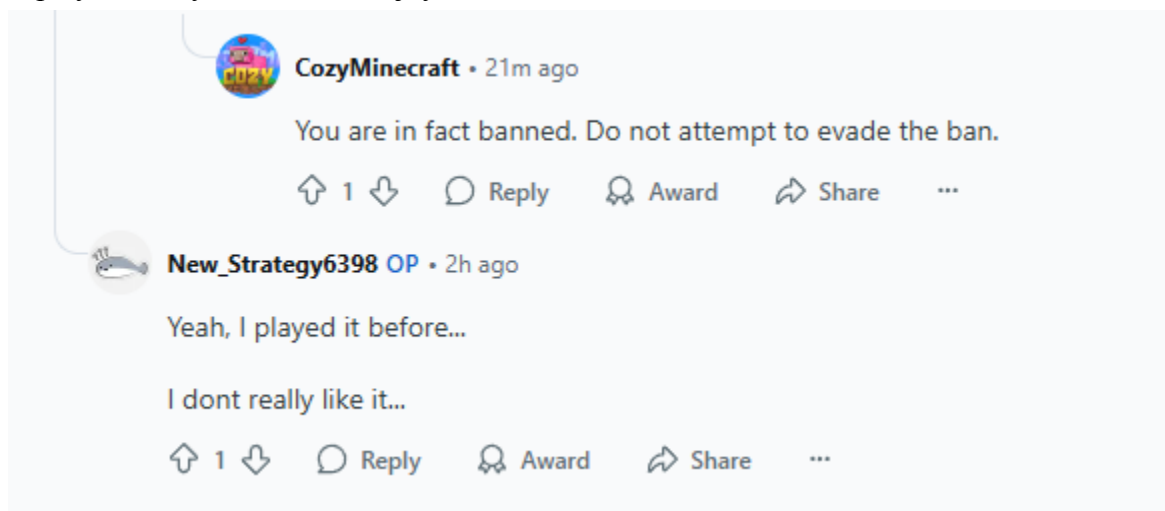 COZY
CozyMinecraft • 21m ago
You are in fact banned. Do not attempt to evade the ban.
1 Reply Award Share ...
New_Strategy6398 OP • 2h ago
Yeah, I played it before...
I dont really like it...
1 Reply Award Share ...